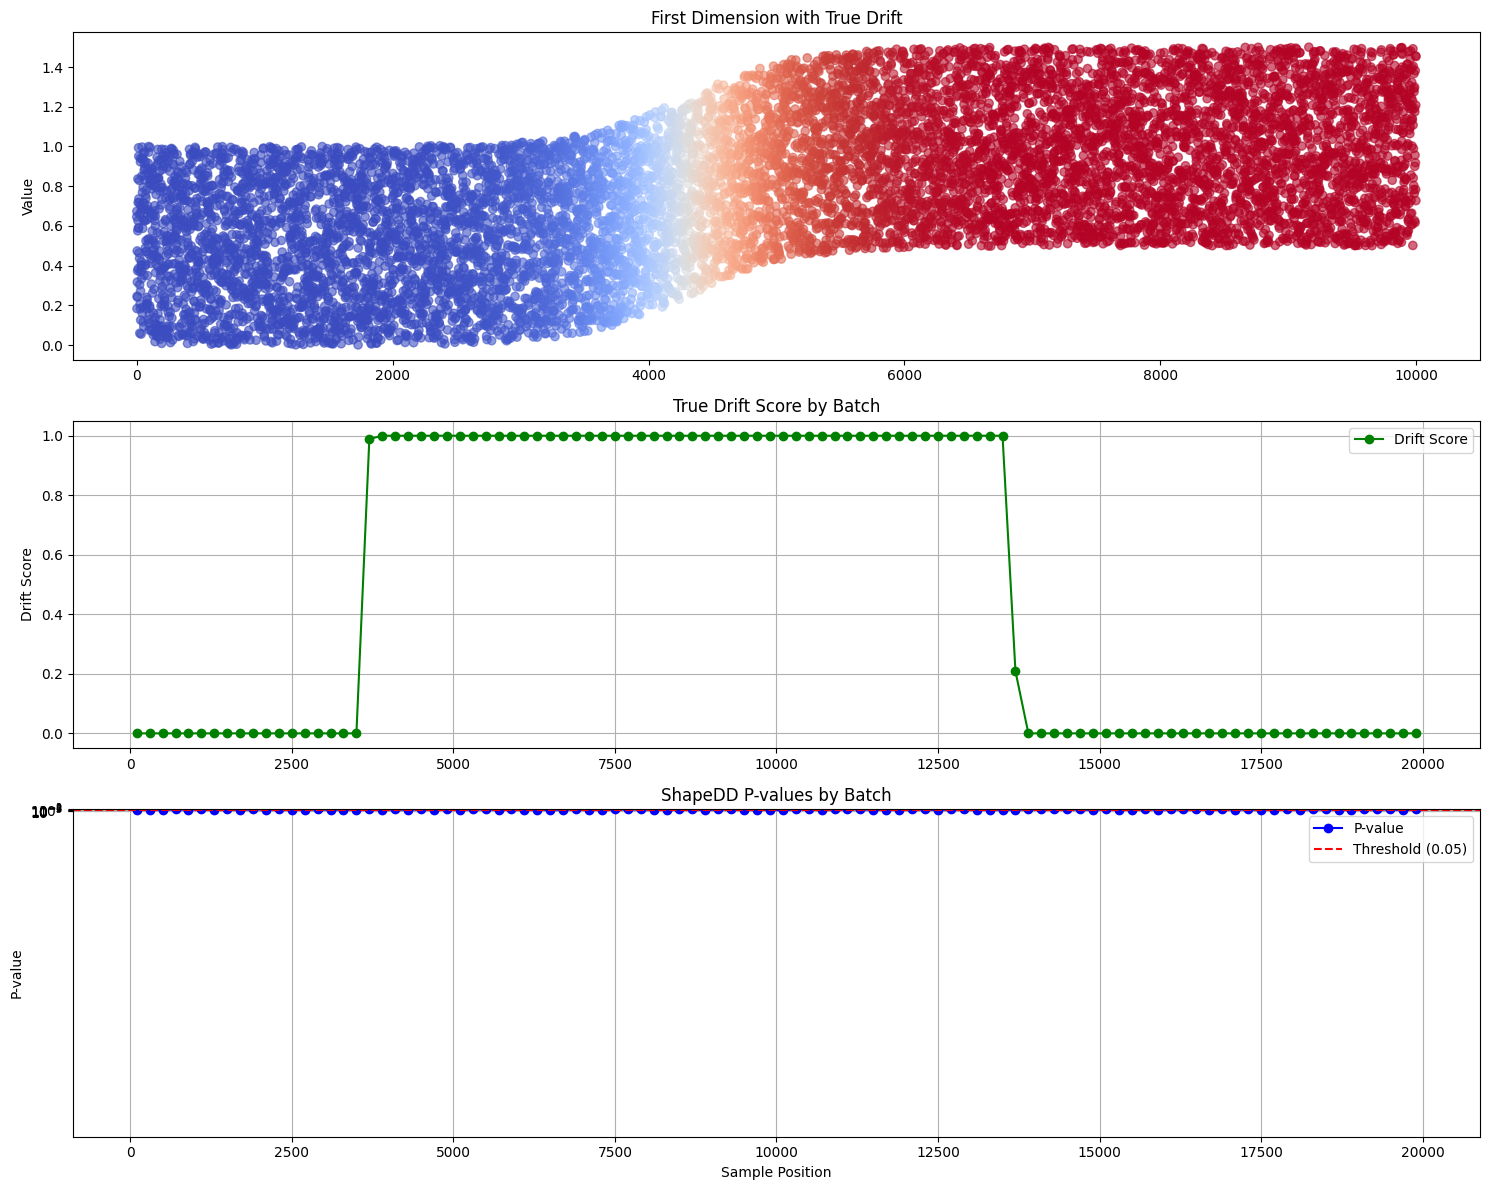 First Dimension with True Drift
Value
1.4
1.2
1.0
0.8
0.6
0.4
0.2
0.0
0 2000 4000 6000 8000 10000
True Drift Score by Batch
Drift Score
1.0
0.8
0.6
0.4
0.2
0.0
Drift Score
0 2500 5000 7500 10000 12500 15000 17500 20000
ShapeDD P-values by Batch
P-value
P-value
Threshold (0.05)
0 2500 5000 7500 10000 12500 15000 17500 20000
Sample Position